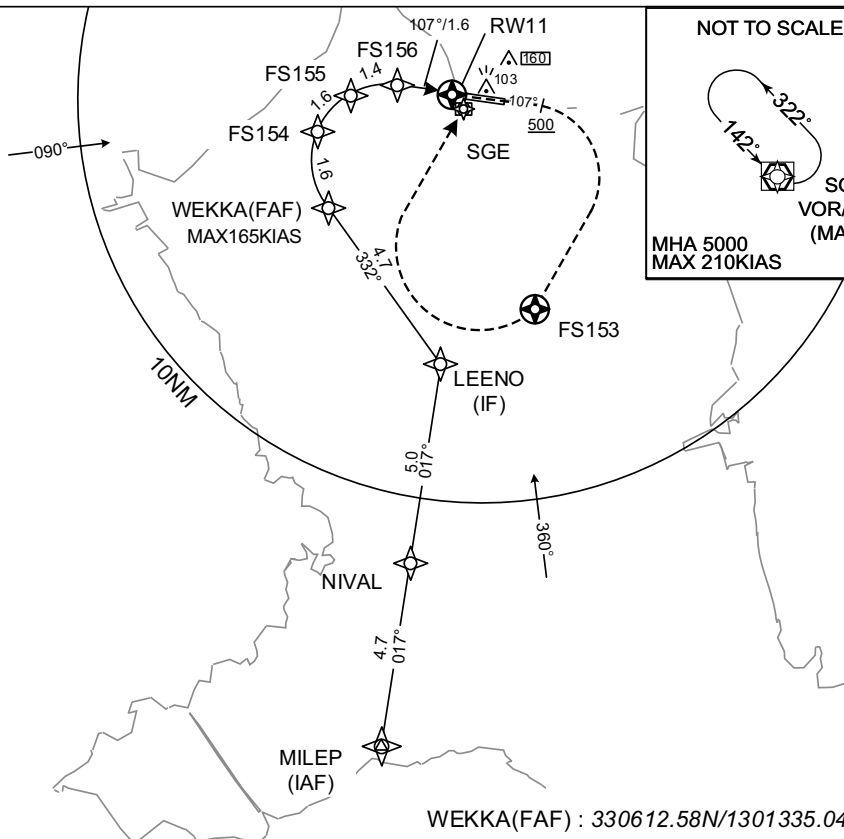 107°/1.6
RW11
NOT TO SCALE
FS156
160
103
FS155
1.4
107°
1.6
500
322°
142°
FS154
090°
SGE
1.6
WEKKA(FAF)
MAX165KIAS
MHA 5000
MAX 210KIAS
4.7
332°
FS153
LEENO
(IF)
10NM
5.0
017°
360°
NIVAL
4.7
017°
MILEP
(IAF)
WEKKA(FAF) : 330612.58N/1301335.04